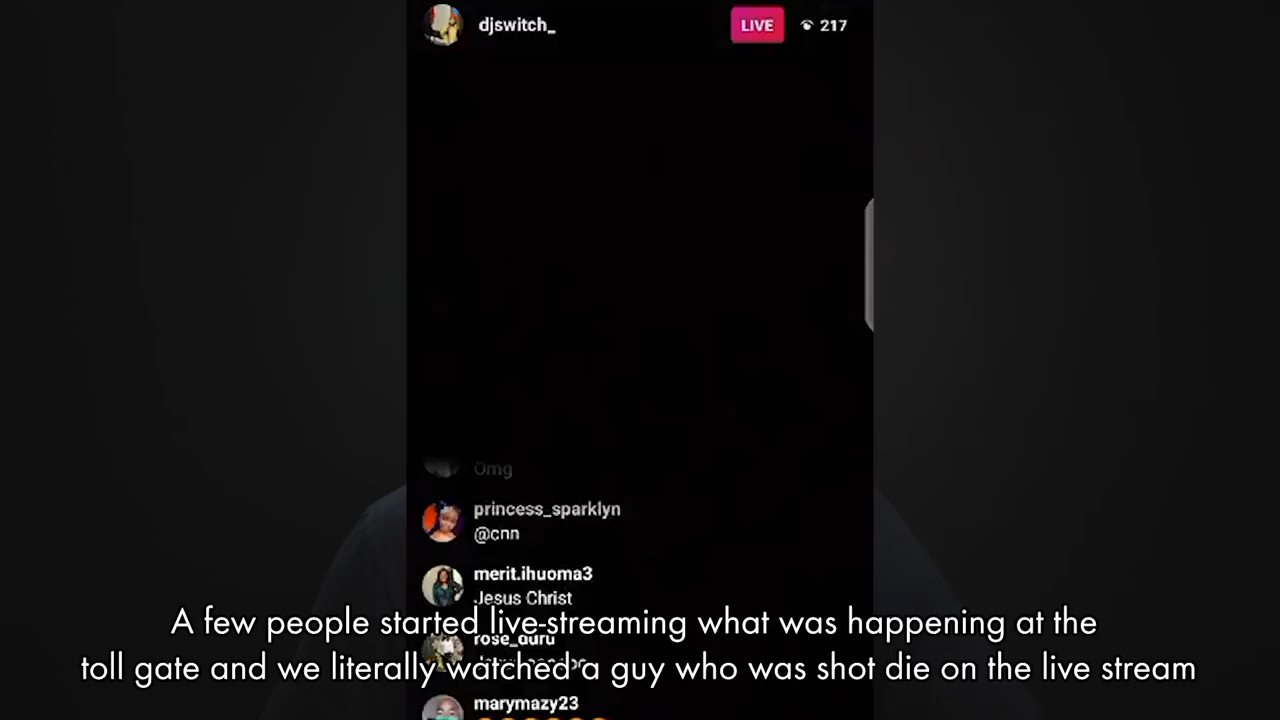 djswitch_
LIVE
217
Omg
princess_sparklyn
@cnn
merit.ihuoma3
Jesus Christ
A few people started live-streaming what was happening at the
rose_duru
toll gate and we literally watched a guy who was shot die on the live stream
marymazy23